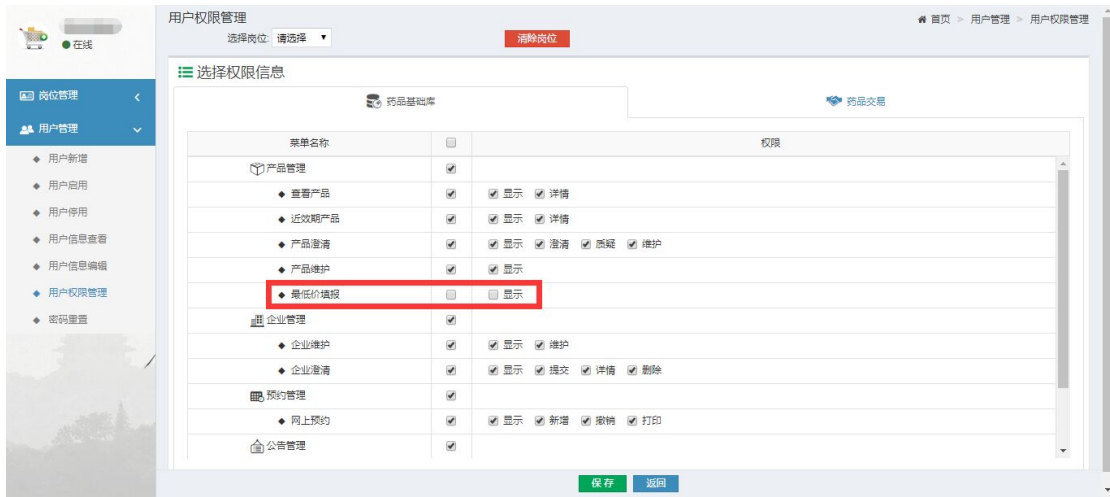 用户权限管理
首页 > 用户管理 > 用户权限管理
选择岗位: 请选择
清除岗位
在线
选择权限信息
岗位管理
药品基础库
药品交易
用户管理
菜单名称 权限
用户新增
产品管理
用户启用
查看产品 显示 详情
用户停用
近效期产品 显示 详情
用户信息查看
产品澄清 显示 澄清 质疑 维护
用户信息编辑
产品维护 显示
用户权限管理
最低价填报 显示
密码重置
企业管理
企业维护 显示 维护
企业澄清 显示 提交 详情 删除
预约管理
网上预约 显示 新增 撤销 打印
公告管理
保存 返回